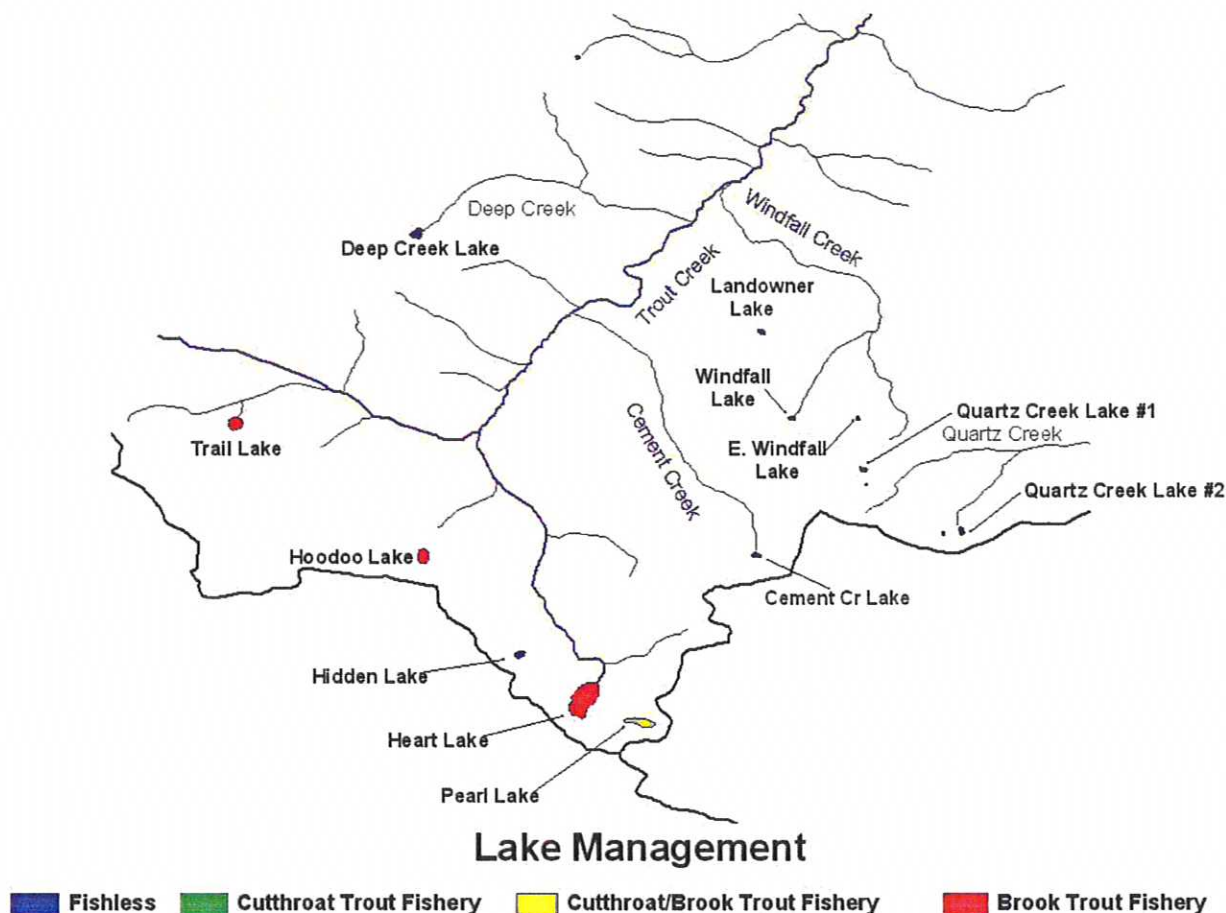 Deep Creek
Windfall Creek
Deep Creek Lake
Trout Creek
Landowner
Lake
Windfall
Lake
Cement Creek
Quartz Creek Lake #1
Trail Lake
E. Windfall
Lake
Quartz Creek
Quartz Creek Lake #2
Hoodoo Lake
Cement Cr Lake
Hidden Lake
Heart Lake
Pearl Lake
Lake Management
Fishless
Cutthroat Trout Fishery
Cutthroat/Brook Trout Fishery
Brook Trout Fishery